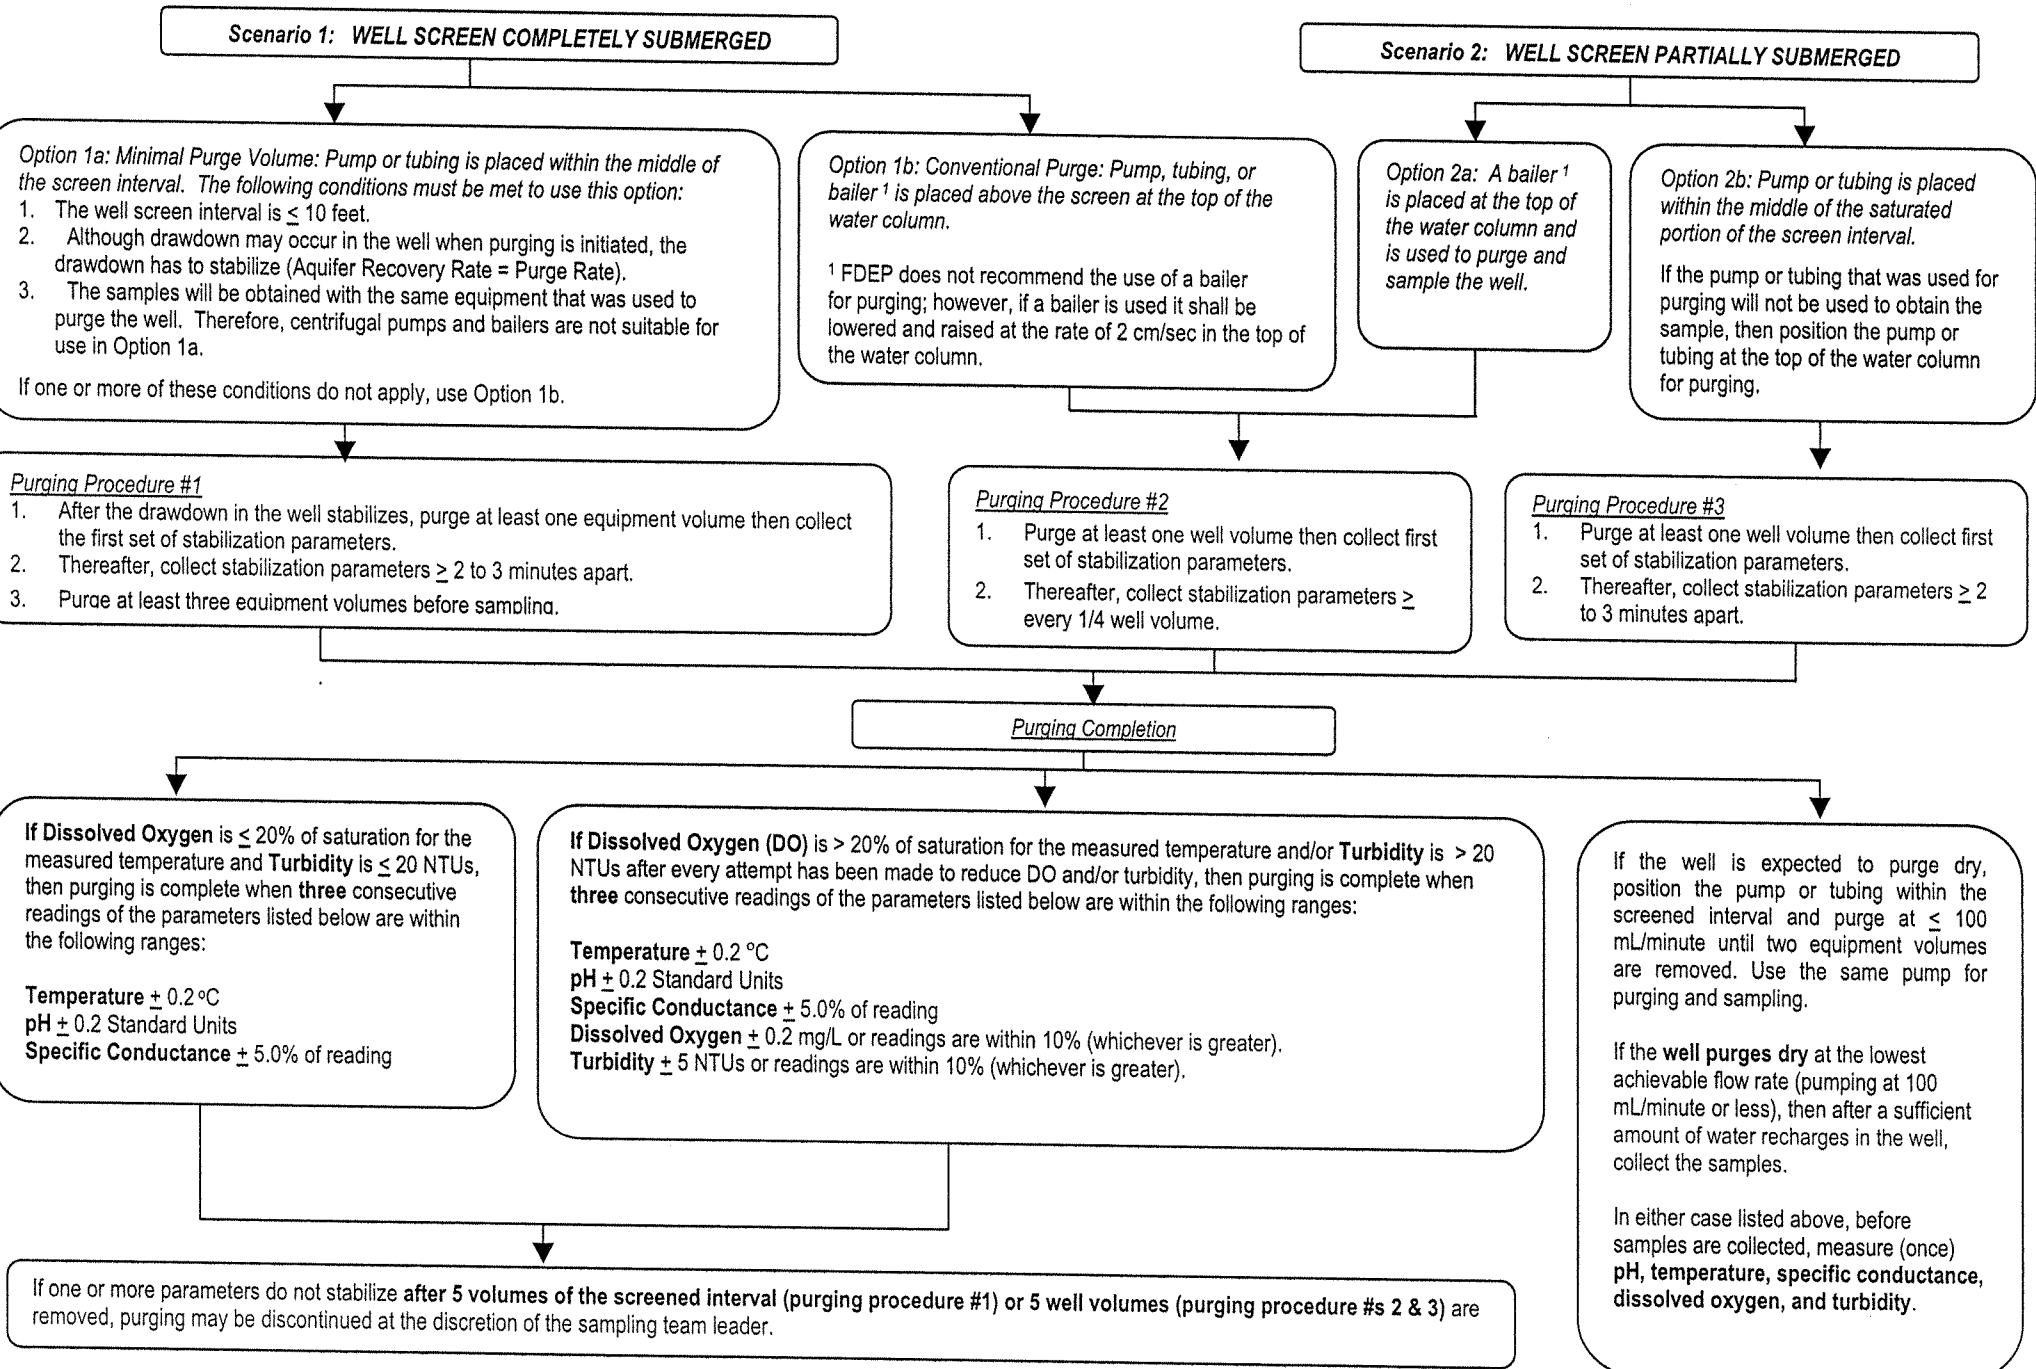 Scenario 1: WELL SCREEN COMPLETELY SUBMERGED
Scenario 2: WELL SCREEN PARTIALLY SUBMERGED
Option 1a: Minimal Purge Volume: Pump or tubing is placed within the middle of
the screen interval. The following conditions must be met to use this option:
1. The well screen interval is ≤ 10 feet.
2. Although drawdown may occur in the well when purging is initiated, the
drawdown has to stabilize (Aquifer Recovery Rate = Purge Rate).
3. The samples will be obtained with the same equipment that was used to
purge the well. Therefore, centrifugal pumps and bailers are not suitable for
use in Option 1a.
If one or more of these conditions do not apply, use Option 1b.
Option 1b: Conventional Purge: Pump, tubing, or
bailer ¹ is placed above the screen at the top of the
water column.
¹ FDEP does not recommend the use of a bailer
for purging; however, if a bailer is used it shall be
lowered and raised at the rate of 2 cm/sec in the top of
the water column.
Option 2a: A bailer ¹
is placed at the top of
the water column and
is used to purge and
sample the well.
Option 2b: Pump or tubing is placed
within the middle of the saturated
portion of the screen interval.
If the pump or tubing that was used for
purging will not be used to obtain the
sample, then position the pump or
tubing at the top of the water column
for purging.
Purging Procedure #1
1. After the drawdown in the well stabilizes, purge at least one equipment volume then collect
the first set of stabilization parameters.
2. Thereafter, collect stabilization parameters ≥ 2 to 3 minutes apart.
3. Purge at least three equipment volumes before sampling.
Purging Procedure #2
1. Purge at least one well volume then collect first
set of stabilization parameters.
2. Thereafter, collect stabilization parameters ≥
every 1/4 well volume.
Purging Procedure #3
1. Purge at least one well volume then collect first
set of stabilization parameters.
2. Thereafter, collect stabilization parameters ≥ 2
to 3 minutes apart.
Purging Completion
If Dissolved Oxygen is ≤ 20% of saturation for the
measured temperature and Turbidity is ≤ 20 NTUs,
then purging is complete when three consecutive
readings of the parameters listed below are within
the following ranges:
Temperature ± 0.2 ºC
pH ± 0.2 Standard Units
Specific Conductance ± 5.0% of reading
If Dissolved Oxygen (DO) is > 20% of saturation for the measured temperature and/or Turbidity is > 20
NTUs after every attempt has been made to reduce DO and/or turbidity, then purging is complete when
three consecutive readings of the parameters listed below are within the following ranges:
Temperature ± 0.2 ºC
pH ± 0.2 Standard Units
Specific Conductance ± 5.0% of reading
Dissolved Oxygen ± 0.2 mg/L or readings are within 10% (whichever is greater).
Turbidity ± 5 NTUs or readings are within 10% (whichever is greater).
If the well is expected to purge dry,
position the pump or tubing within the
screened interval and purge at ≤ 100
mL/minute until two equipment volumes
are removed. Use the same pump for
purging and sampling.
If the well purges dry at the lowest
achievable flow rate (pumping at 100
mL/minute or less), then after a sufficient
amount of water recharges in the well,
collect the samples.
In either case listed above, before
samples are collected, measure (once)
pH, temperature, specific conductance,
dissolved oxygen, and turbidity.
If one or more parameters do not stabilize after 5 volumes of the screened interval (purging procedure #1) or 5 well volumes (purging procedure #s 2 & 3) are
removed, purging may be discontinued at the discretion of the sampling team leader.